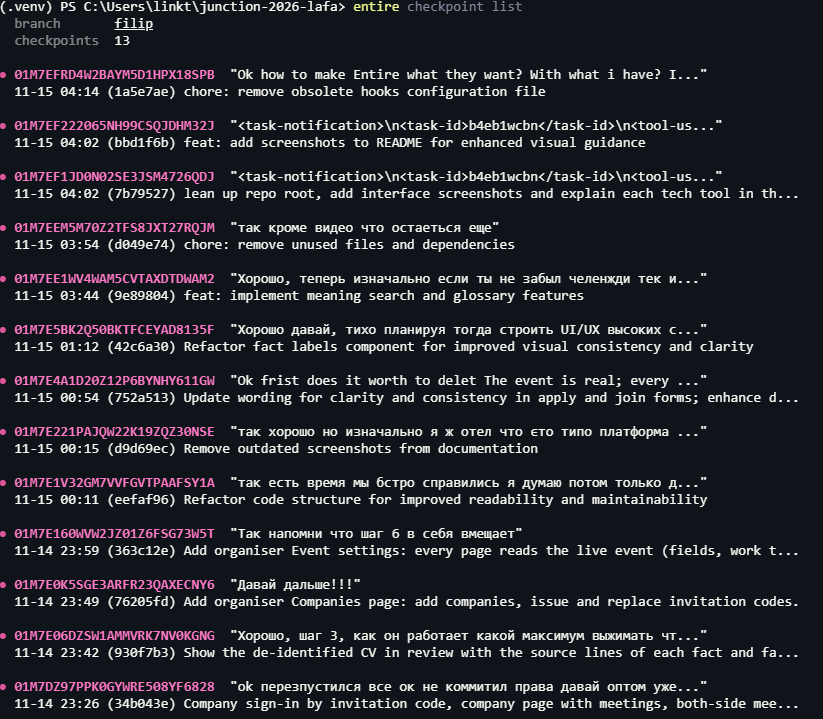 (.venv) PS C:\Users\linkt\junction-2026-lafa> entire checkpoint list
branch filip
checkpoints 13
● 01M7EFRD4W2BAYM5D1HPX18SPB "Ok how to make Entire what they want? With what i have? I..."
11-15 04:14 (1a5e7ae) chore: remove obsolete hooks configuration file
● 01M7EF222065NH99CSQJDHM32J "<task-notification>\n<task-id>b4eb1wcbn</task-id>\n<tool-us..."
11-15 04:02 (bbd1f6b) feat: add screenshots to README for enhanced visual guidance
● 01M7EF1JD0N02SE3JSM4726QDJ "<task-notification>\n<task-id>b4eb1wcbn</task-id>\n<tool-us..."
11-15 04:02 (7b79527) lean up repo root, add interface screenshots and explain each tech tool in th...
● 01M7EEM5M70Z2TFS8JXT27RQJM "так кроме видео что остаеться еще"
11-15 03:54 (d049e74) chore: remove unused files and dependencies
● 01M7EE1WV4WAM5CVTAXDTDWAM2 "Хорошо, теперь изначально если ты не забыл челенжди тек и..."
11-15 03:44 (9e89804) feat: implement meaning search and glossary features
● 01M7E5BK2Q50BKTFCEYAD8135F "Хорошо давай, тихо планируя тогда строить UI/UX высоких с..."
11-15 01:12 (42c6a30) Refactor fact labels component for improved visual consistency and clarity
● 01M7E4A1D20Z12P6BYNHY611GW "Ok frist does it worth to delet The event is real; every ..."
11-15 00:54 (752a513) Update wording for clarity and consistency in apply and join forms; enhance d...
● 01M7E221PAJQW22K19ZQZ30NSE "так хорошо но изначально я ж отел что єто типо платформа ..."
11-15 00:15 (d9d69ec) Remove outdated screenshots from documentation
● 01M7E1V32GM7VVFGVTPAAFSY1A "так есть время мы бстро справились я думаю потом только д..."
11-15 00:11 (eefaf96) Refactor code structure for improved readability and maintainability
● 01M7E160WVW2JZ01Z6FSG73W5T "Так напомни что шаг 6 в себя вмещает"
11-14 23:59 (363c12e) Add organiser Event settings: every page reads the live event (fields, work t...
● 01M7E0K5SGE3ARFR23QAXECNY6 "Давай дальше!!!"
11-14 23:49 (76205fd) Add organiser Companies page: add companies, issue and replace invitation codes.
● 01M7E06DZSW1AMMVRK7NV0KGNG "Хорошо, шаг 3, как он работает какой максимум выжимать чт..."
11-14 23:42 (930f7b3) Show the de-identified CV in review with the source lines of each fact and fa...
● 01M7DZ97PPK0GYWRE508YF6828 "ok перезпустился все ок не коммитил права давай оптом уже..."
11-14 23:26 (34b043e) Company sign-in by invitation code, company page with meetings, both-side mee...